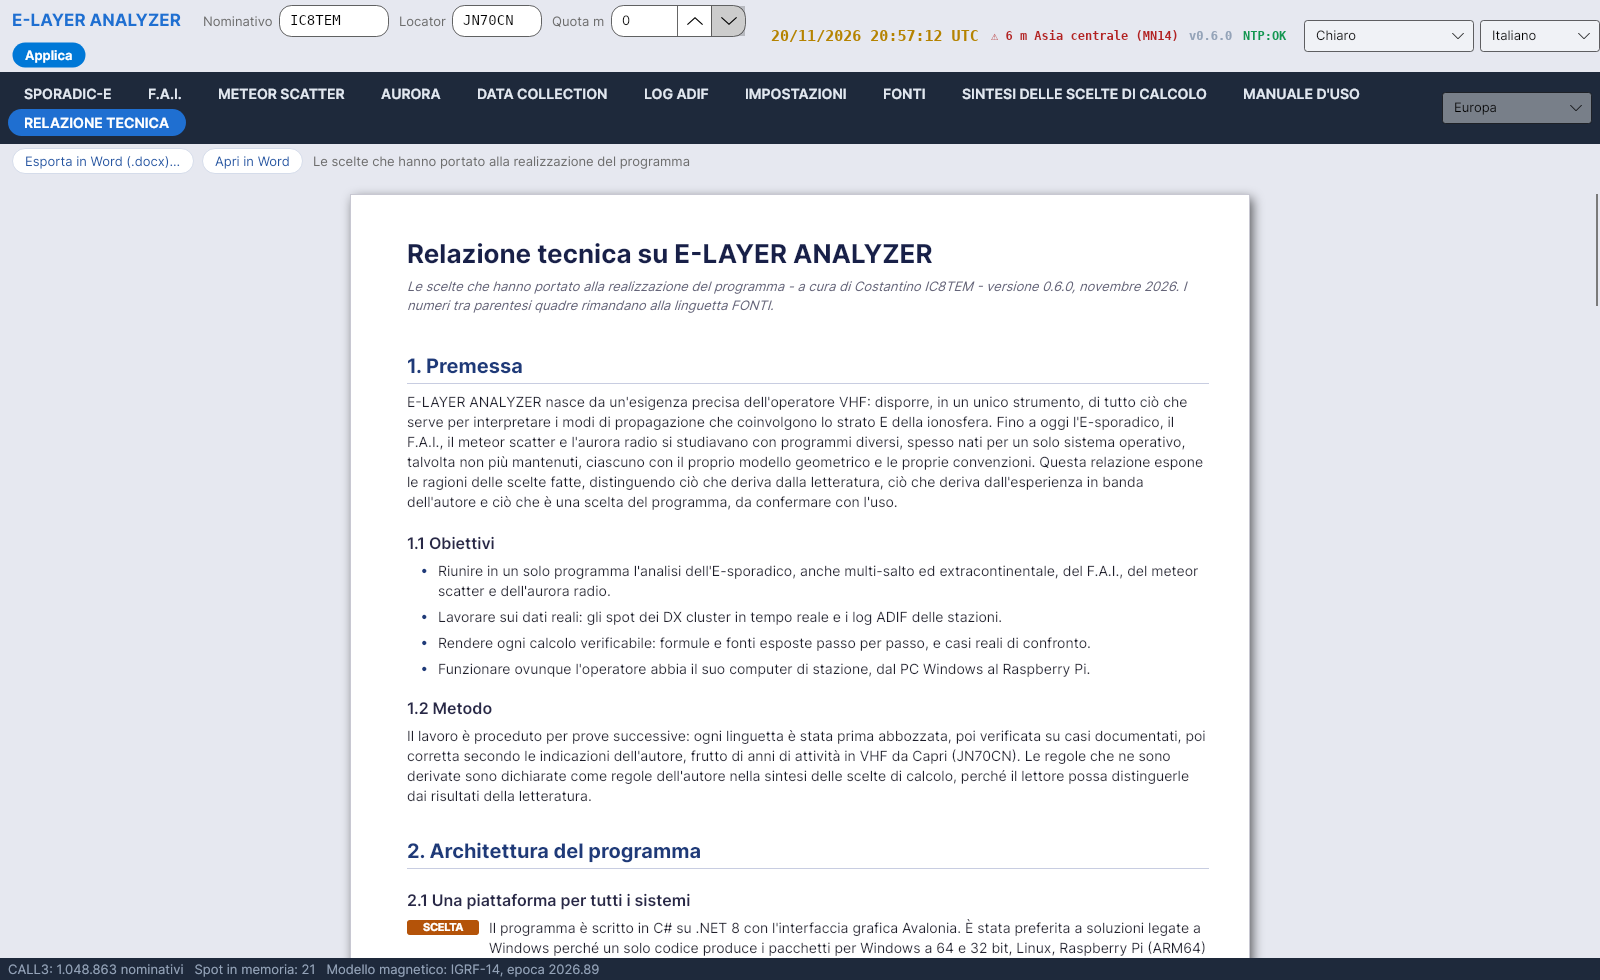 E-LAYER ANALYZER
Nominativo IC8TEM Locator JN70CN Quota m 0
20/11/2026 20:57:12 UTC ⚠ 6 m Asia centrale (MN14) v0.6.0 NTP:OK
Chiaro
Italiano
Applica
SPORADIC-E F.A.I. METEOR SCATTER AURORA DATA COLLECTION LOG ADIF IMPOSTAZIONI FONTI SINTESI DELLE SCELTE DI CALCOLO MANUALE D'USO
Europa
RELAZIONE TECNICA
Esporta in Word (.docx)... Apri in Word Le scelte che hanno portato alla realizzazione del programma
Relazione tecnica su E-LAYER ANALYZER
Le scelte che hanno portato alla realizzazione del programma - a cura di Costantino IC8TEM - versione 0.6.0, novembre 2026. I
numeri tra parentesi quadre rimandano alla linguetta FONTI.
1. Premessa
E-LAYER ANALYZER nasce da un'esigenza precisa dell'operatore VHF: disporre, in un unico strumento, di tutto ciò che
serve per interpretare i modi di propagazione che coinvolgono lo strato E della ionosfera. Fino a oggi l'E-sporadico, il
F.A.I., il meteor scatter e l'aurora radio si studiavano con programmi diversi, spesso nati per un solo sistema operativo,
talvolta non più mantenuti, ciascuno con il proprio modello geometrico e le proprie convenzioni. Questa relazione espone
le ragioni delle scelte fatte, distinguendo ciò che deriva dalla letteratura, ciò che deriva dall'esperienza in banda
dell'autore e ciò che è una scelta del programma, da confermare con l'uso.
1.1 Obiettivi
• Riunire in un solo programma l'analisi dell'E-sporadico, anche multi-salto ed extracontinentale, del F.A.I., del meteor
scatter e dell'aurora radio.
• Lavorare sui dati reali: gli spot dei DX cluster in tempo reale e i log ADIF delle stazioni.
• Rendere ogni calcolo verificabile: formule e fonti esposte passo per passo, e casi reali di confronto.
• Funzionare ovunque l'operatore abbia il suo computer di stazione, dal PC Windows al Raspberry Pi.
1.2 Metodo
Il lavoro è proceduto per prove successive: ogni linguetta è stata prima abbozzata, poi verificata su casi documentati, poi
corretta secondo le indicazioni dell'autore, frutto di anni di attività in VHF da Capri (JN70CN). Le regole che ne sono
derivate sono dichiarate come regole dell'autore nella sintesi delle scelte di calcolo, perché il lettore possa distinguerle
dai risultati della letteratura.
2. Architettura del programma
2.1 Una piattaforma per tutti i sistemi
SCELTA Il programma è scritto in C# su .NET 8 con l'interfaccia grafica Avalonia. È stata preferita a soluzioni legate a
Windows perché un solo codice produce i pacchetti per Windows a 64 e 32 bit, Linux, Raspberry Pi (ARM64)
CALL3: 1.048.863 nominativi Spot in memoria: 21 Modello magnetico: IGRF-14, epoca 2026.89